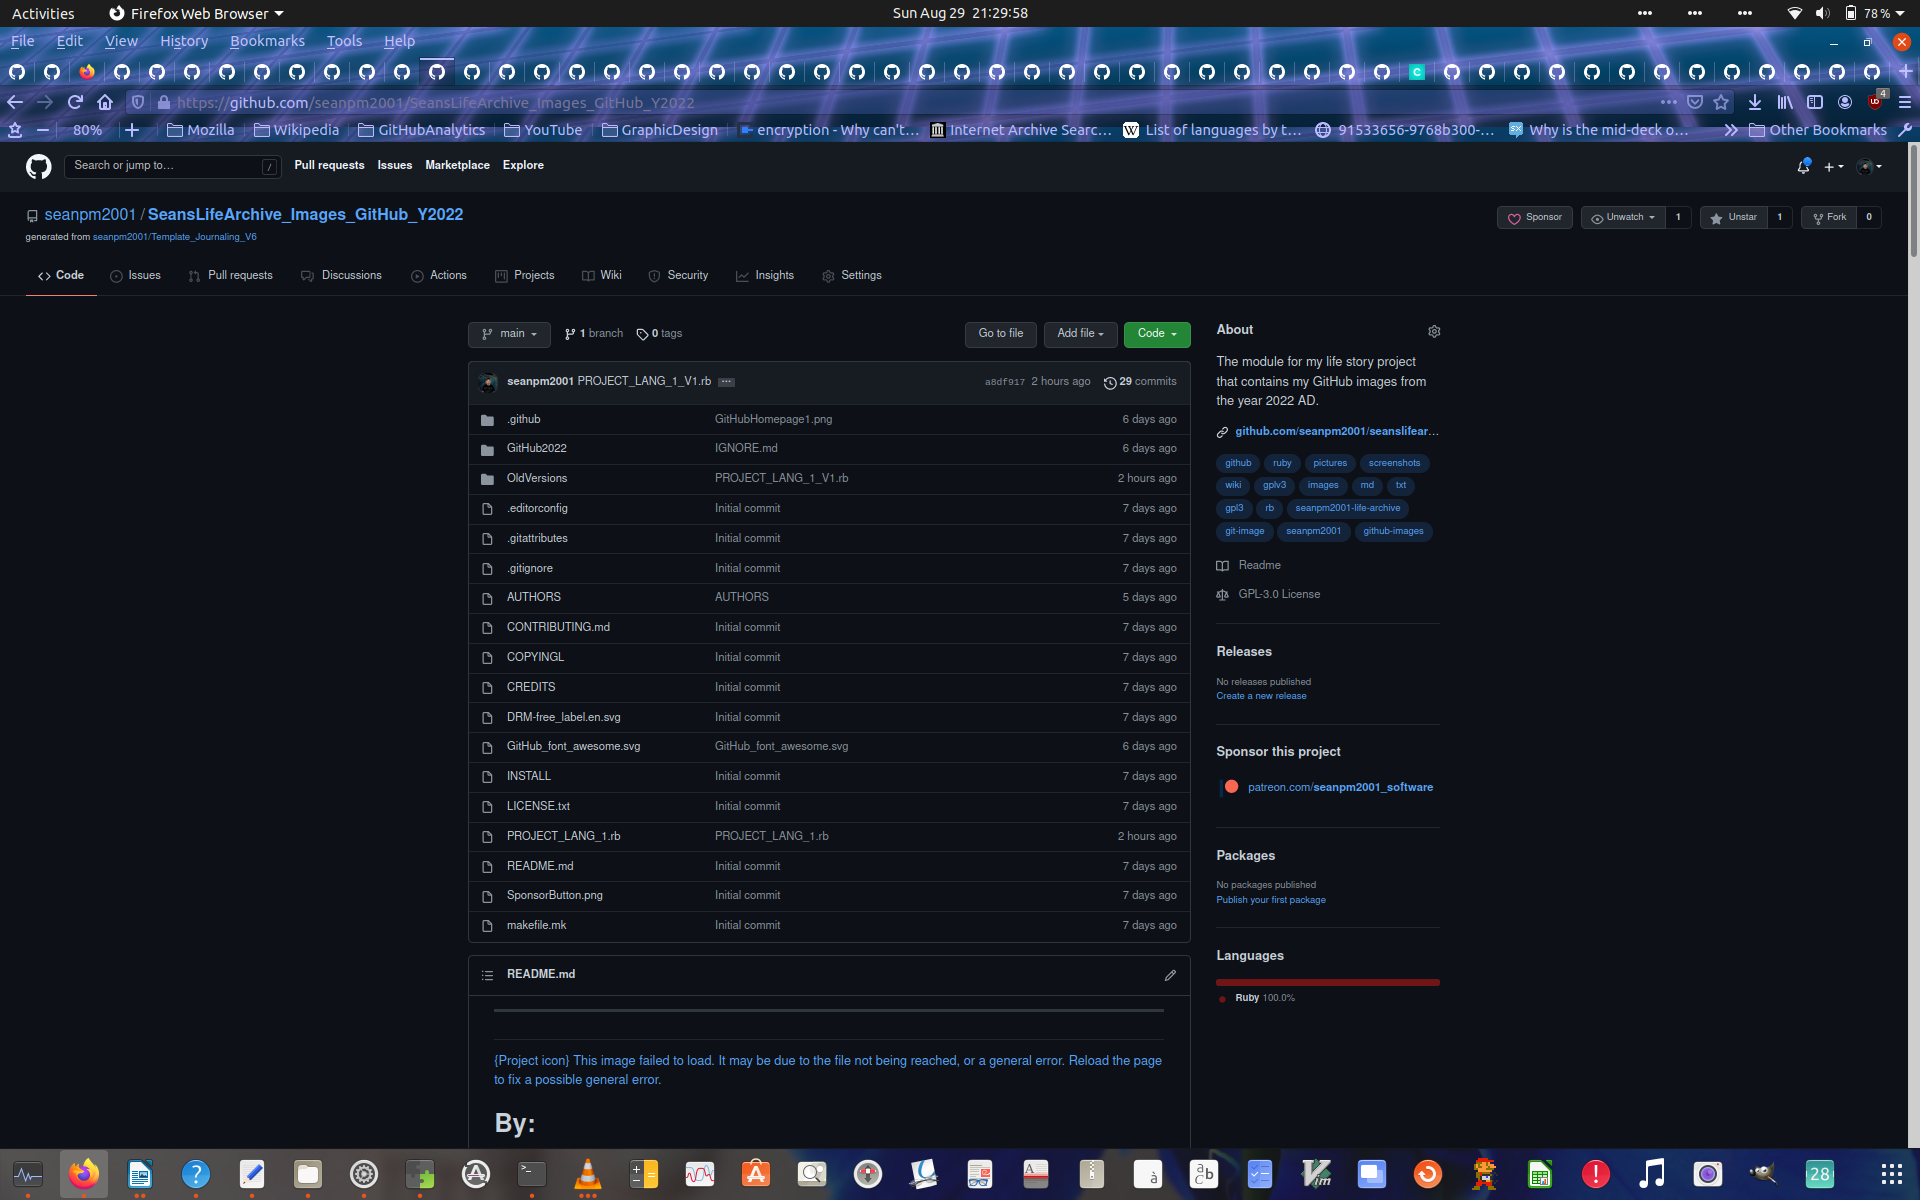 Activities Firefox Web Browser Sun Aug 29 21:29:58 78 %
File Edit View History Bookmarks Tools Help
https://github.com/seanpm2001/SeansLifeArchive_Images_GitHub_Y2022 4
80% Mozilla Wikipedia GitHubAnalytics YouTube GraphicDesign encryption - Why can't… Internet Archive Searc… List of languages by t… 91533656-9768b300-… Why is the mid-deck o… Other Bookmarks
Search or jump to… / Pull requests Issues Marketplace Explore
seanpm2001 / SeansLifeArchive_Images_GitHub_Y2022 Sponsor Unwatch 1 Unstar 1 Fork 0
generated from seanpm2001/Template_Journaling_V6
Code Issues Pull requests Discussions Actions Projects Wiki Security Insights Settings
main 1 branch 0 tags Go to file Add file Code
seanpm2001 PROJECT_LANG_1_V1.rb a8df917 2 hours ago 29 commits
.github GitHubHomepage1.png 6 days ago
GitHub2022 IGNORE.md 6 days ago
OldVersions PROJECT_LANG_1_V1.rb 2 hours ago
.editorconfig Initial commit 7 days ago
.gitattributes Initial commit 7 days ago
.gitignore Initial commit 7 days ago
AUTHORS AUTHORS 5 days ago
CONTRIBUTING.md Initial commit 7 days ago
COPYINGL Initial commit 7 days ago
CREDITS Initial commit 7 days ago
DRM-free_label.en.svg Initial commit 7 days ago
GitHub_font_awesome.svg GitHub_font_awesome.svg 6 days ago
INSTALL Initial commit 7 days ago
LICENSE.txt Initial commit 7 days ago
PROJECT_LANG_1.rb PROJECT_LANG_1.rb 2 hours ago
README.md Initial commit 7 days ago
SponsorButton.png Initial commit 7 days ago
makefile.mk Initial commit 7 days ago
README.md
{Project icon} This image failed to load. It may be due to the file not being reached, or a general error. Reload the page
to fix a possible general error.
By:
About
The module for my life story project
that contains my GitHub images from
the year 2022 AD.
github.com/seanpm2001/seanslifear…
github ruby pictures screenshots
wiki gplv3 images md txt
gpl3 rb seanpm2001-life-archive
git-image seanpm2001 github-images
Readme
GPL-3.0 License
Releases
No releases published
Create a new release
Sponsor this project
patreon.com/seanpm2001_software
Packages
No packages published
Publish your first package
Languages
Ruby 100.0%
28